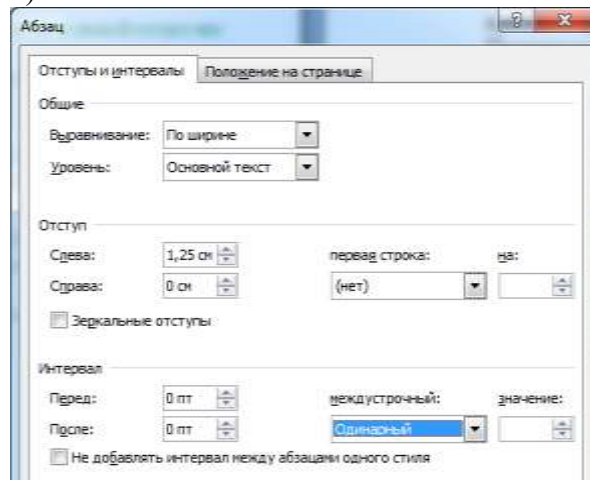 Абзац
Отступы и интервалы Положение на странице
Общие
Выравнивание: По ширине
Уровень: Основной текст
Отступ
Слева: 1,25 см первая строка: на:
Справа: 0 см (нет)
Зеркальные отступы
Интервал
Перед: 0 пт междустрочный: значение:
После: 0 пт Одинарный
Не добавлять интервал между абзацами одного стиля